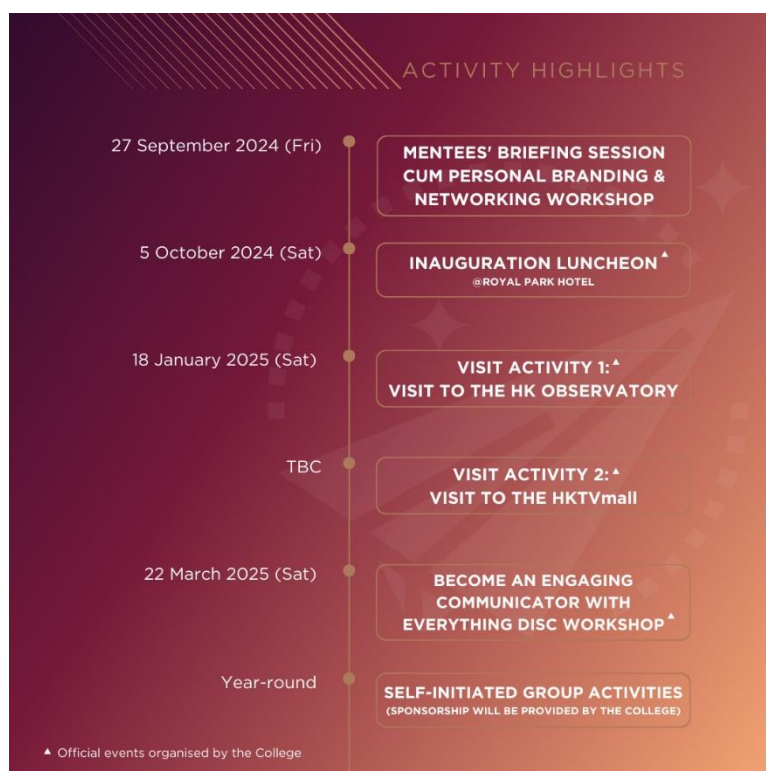 ACTIVITY HIGHLIGHTS
27 September 2024 (Fri)
MENTEES' BRIEFING SESSION
CUM PERSONAL BRANDING &
NETWORKING WORKSHOP
5 October 2024 (Sat)
INAUGURATION LUNCHEON▲
@ROYAL PARK HOTEL
18 January 2025 (Sat)
VISIT ACTIVITY 1:▲
VISIT TO THE HK OBSERVATORY
TBC
VISIT ACTIVITY 2:▲
VISIT TO THE HKTVmall
22 March 2025 (Sat)
BECOME AN ENGAGING
COMMUNICATOR WITH
EVERYTHING DISC WORKSHOP▲
Year-round
SELF-INITIATED GROUP ACTIVITIES
(SPONSORSHIP WILL BE PROVIDED BY THE COLLEGE)
▲ Official events organised by the College